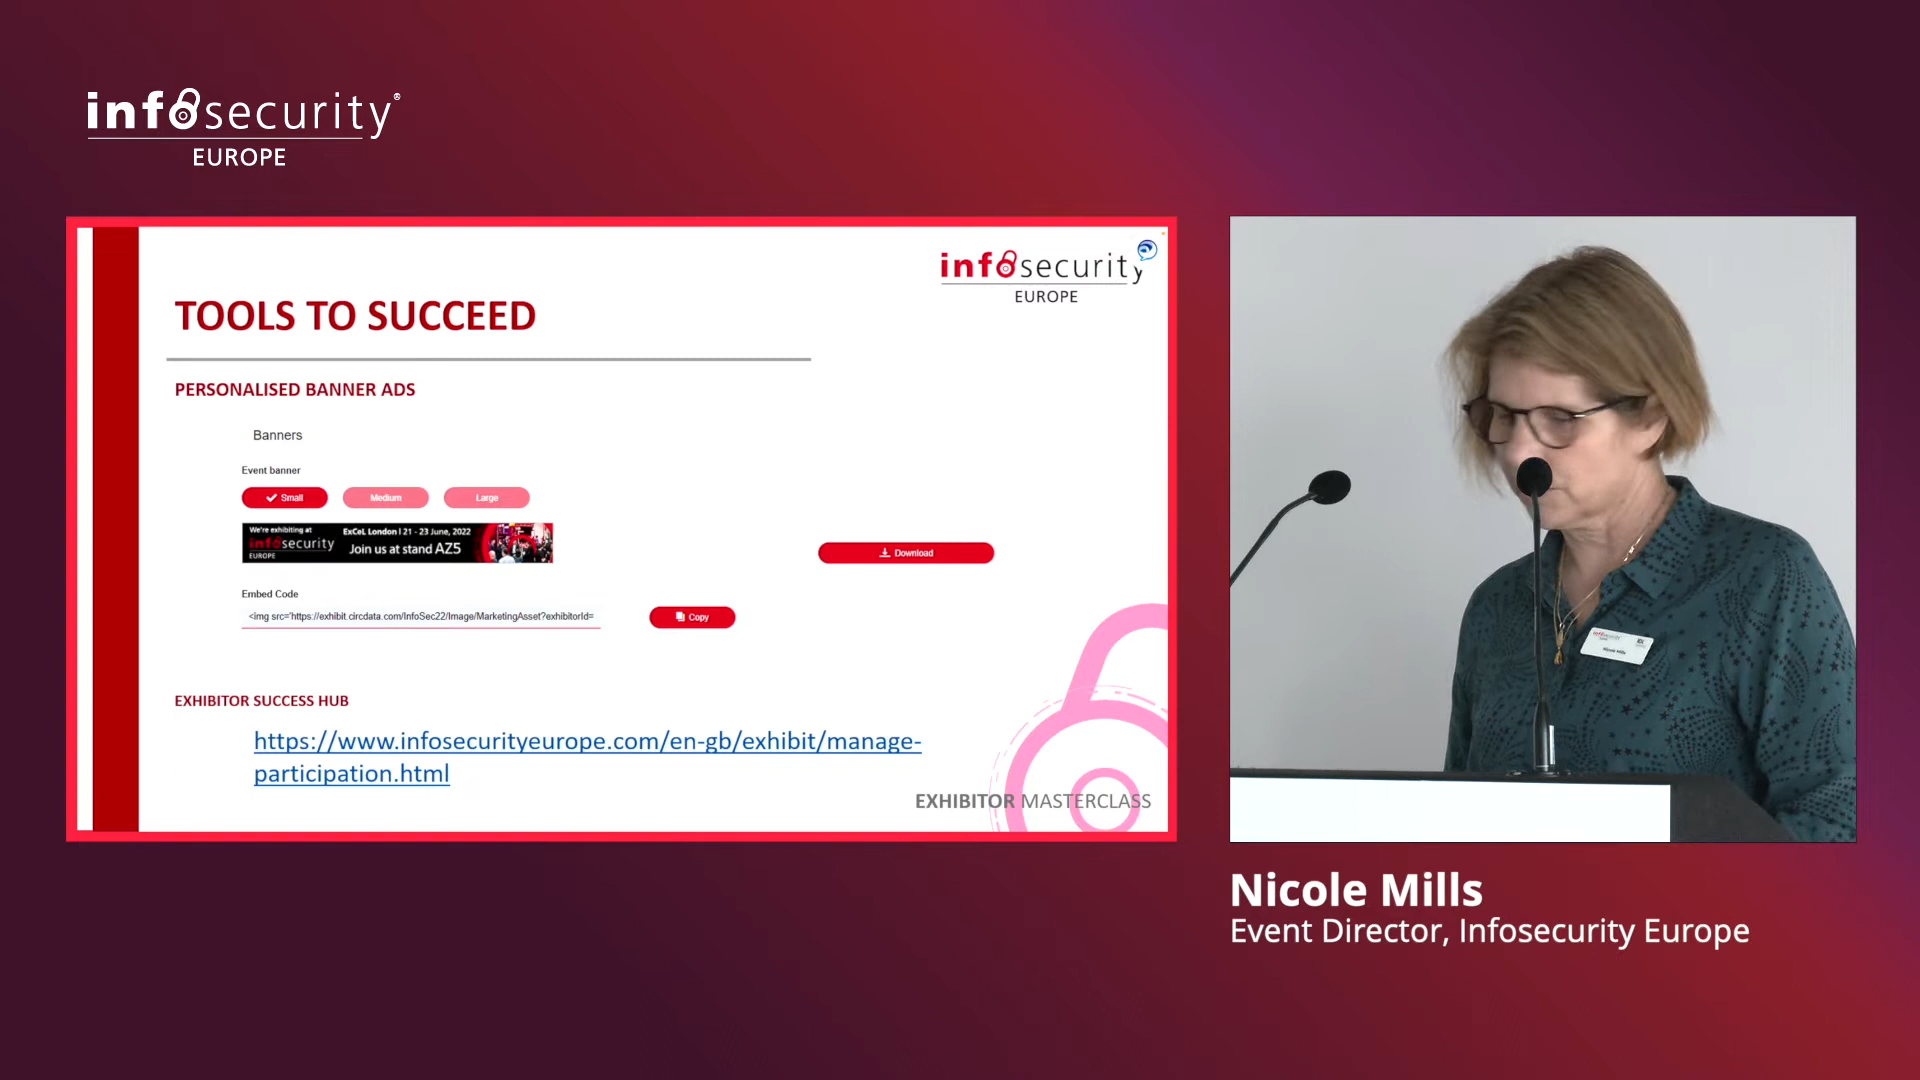 infosecurity®
EUROPE
infosecurity
EUROPE
TOOLS TO SUCCEED
PERSONALISED BANNER ADS
Banners
Event banner
Small
Medium
Large
We're exhibiting at
infosecurity
EUROPE
ExCeL London | 21 - 23 June, 2022
Join us at stand AZ5
Download
Embed Code
<img src='https://exhibit.circdata.com/InfoSec22/Image/MarketingAsset?exhibitorId=
Copy
EXHIBITOR SUCCESS HUB
https://www.infosecurityeurope.com/en-gb/exhibit/manage-
participation.html
EXHIBITOR MASTERCLASS
Nicole Mills
Nicole Mills
Event Director, Infosecurity Europe